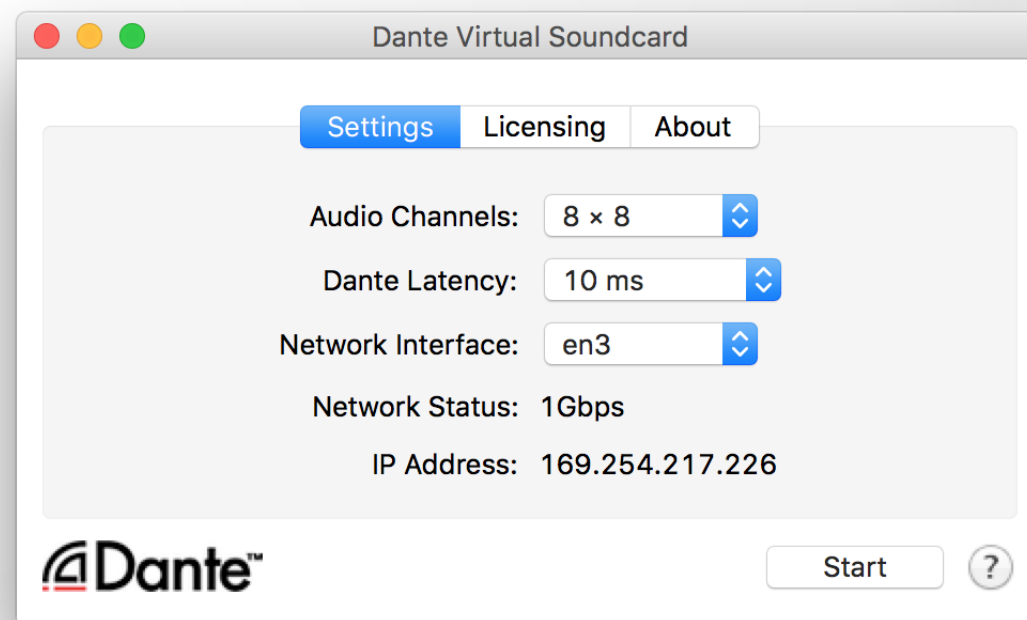 Dante Virtual Soundcard
Settings Licensing About
Audio Channels: 8 × 8
Dante Latency: 10 ms
Network Interface: en3
Network Status: 1Gbps
IP Address: 169.254.217.226
Dante™ Start ?